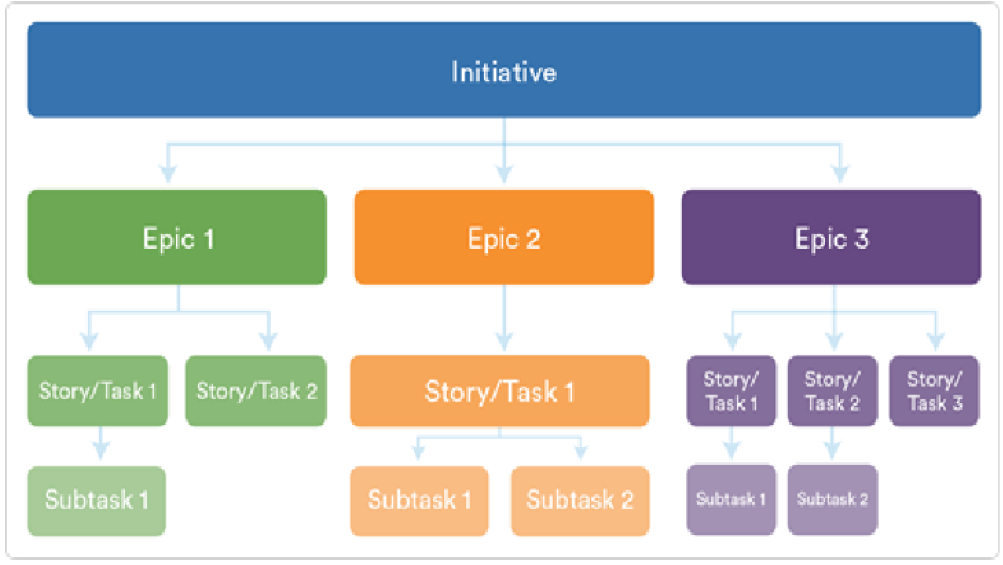 Initiative
Epic 1
Epic 2
Epic 3
Story/Task 1
Story/Task 2
Story/Task 1
Story/
Task 1
Story/
Task 2
Story/
Task 3
Subtask 1
Subtask 1
Subtask 2
Subtask 1
Subtask 2